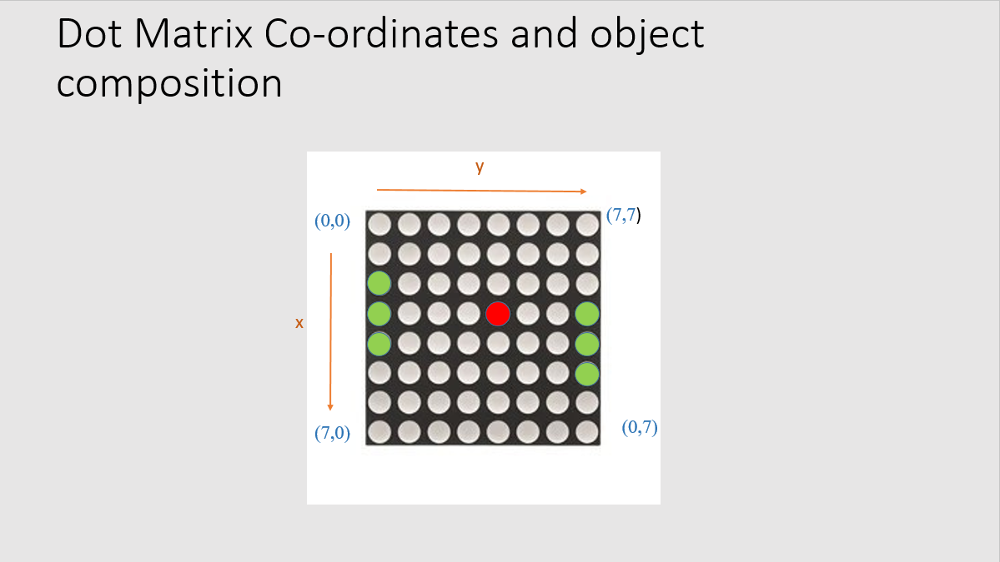 Dot Matrix Co-ordinates and object
composition
y
(0,0)
(7,7)
x
(7,0)
(0,7)